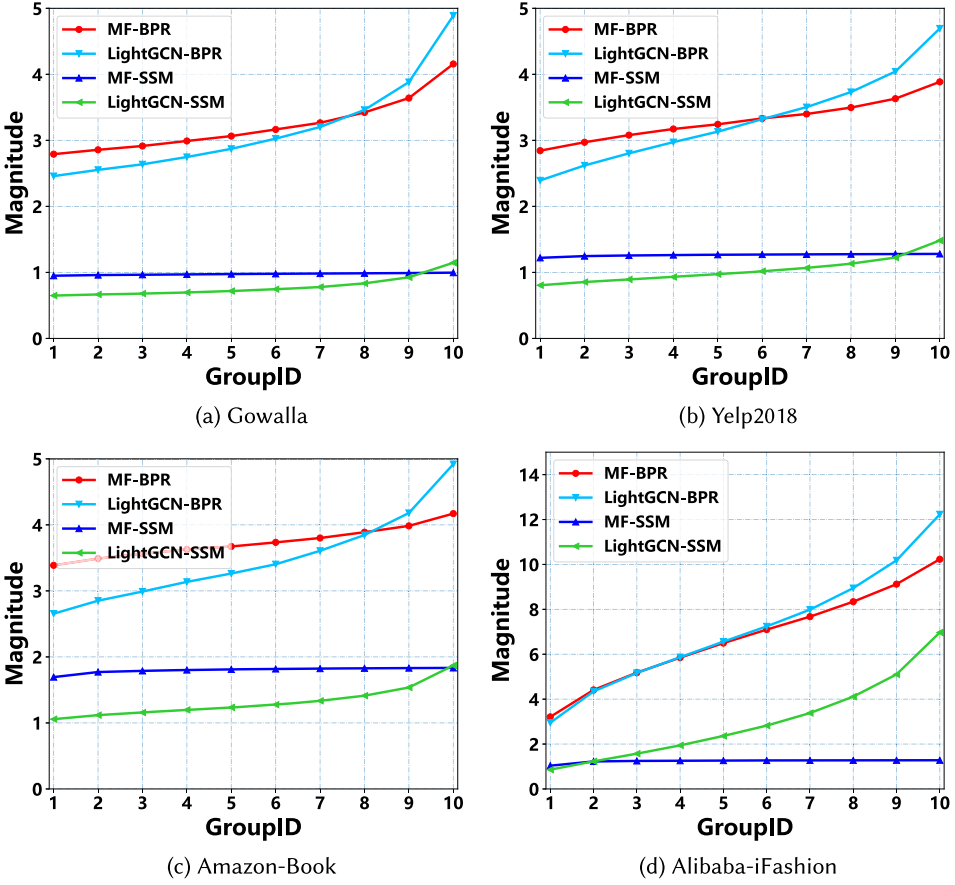 5
4
3
2
1
0
Magnitude
MF-BPR
LightGCN-BPR
MF-SSM
LightGCN-SSM
1 2 3 4 5 6 7 8 9 10
GroupID
(a) Gowalla
5
4
3
2
1
0
Magnitude
MF-BPR
LightGCN-BPR
MF-SSM
LightGCN-SSM
1 2 3 4 5 6 7 8 9 10
GroupID
(b) Yelp2018
5
4
3
2
1
0
Magnitude
MF-BPR
LightGCN-BPR
MF-SSM
LightGCN-SSM
1 2 3 4 5 6 7 8 9 10
GroupID
(c) Amazon-Book
14
12
10
8
6
4
2
0
Magnitude
MF-BPR
LightGCN-BPR
MF-SSM
LightGCN-SSM
1 2 3 4 5 6 7 8 9 10
GroupID
(d) Alibaba-iFashion